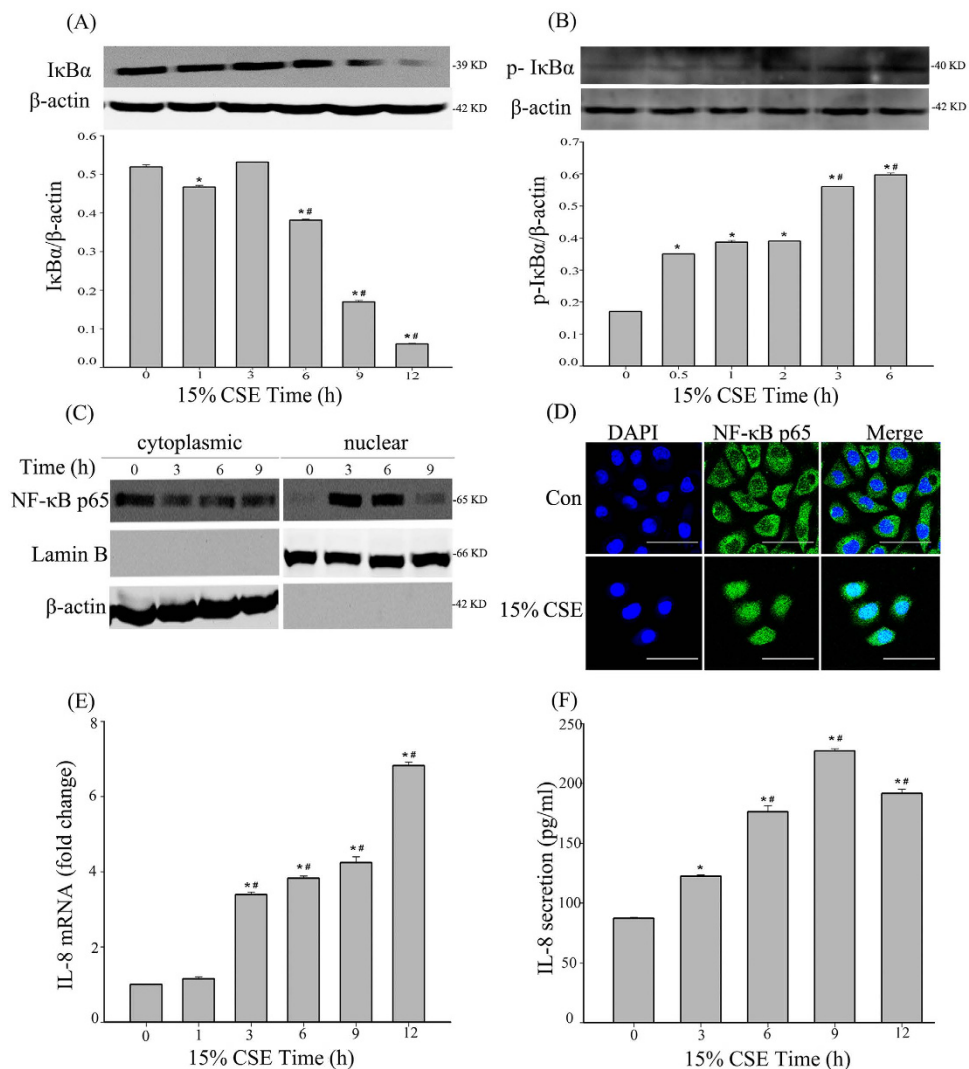 (A)
IκBα
-39 KD
β-actin
-42 KD
IκBα/β-actin
0.6
0.5
0.4
0.3
0.2
0.1
0.0
*
*#
*#
*#
0 1 3 6 9 12
15% CSE Time (h)
(B)
p- IκBα
-40 KD
β-actin
-42 KD
p-IκBα/β-actin
0.7
0.6
0.5
0.4
0.3
0.2
0.1
0.0
*
*
*
*#
*#
0 0.5 1 2 3 6
15% CSE Time (h)
(C)
cytoplasmic nuclear
Time (h) 0 3 6 9 0 3 6 9
NF-κB p65 -65 KD
Lamin B -66 KD
β-actin -42 KD
(D)
DAPI NF-κB p65 Merge
Con
15% CSE
(E)
IL-8 mRNA (fold change)
8
6
4
2
0
*#
*#
*#
*#
0 1 3 6 9 12
15% CSE Time (h)
(F)
IL-8 secretion (pg/ml)
250
200
150
100
50
0
*
*#
*#
*#
0 3 6 9 12
15% CSE Time (h)